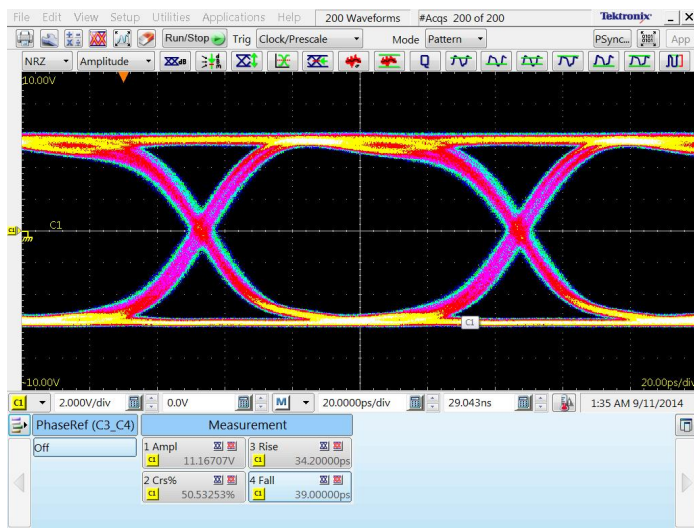 File Edit View Setup Utilities Applications Help 200 Waveforms #Acqs 200 of 200 Tektronix
Run/Stop Trig Clock/Prescale Mode Pattern PSync... App
NRZ Amplitude dB Q
10.00V
C1 C1
C1
-10.00V 20.00ps/div
C1 2.000V/div 0.0V M 20.0000ps/div 29.043ns 1:35 AM 9/11/2014
PhaseRef (C3_C4) Measurement
Off 1 Ampl 3 Rise
C1 11.16707V C1 34.20000ps
2 Crs% 4 Fall
C1 50.53253% C1 39.00000ps